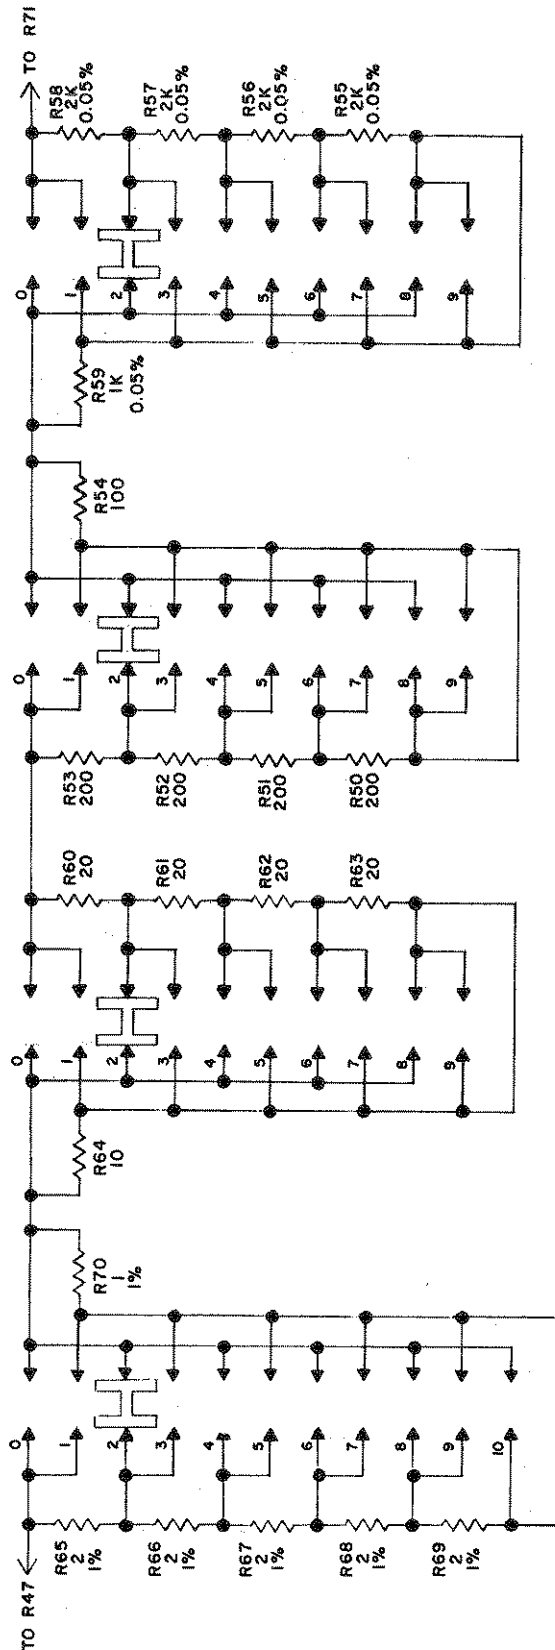 TO R71
R58
2K
0.05%
R57
2K
0.05%
R56
2K
0.05%
R55
2K
0.05%
0
1
2
3
4
5
6
7
8
9
R59
1K
0.05%
R54
100
0
1
2
3
4
5
6
7
8
9
R53
200
R52
200
R51
200
R50
200
R60
20
R61
20
R62
20
R63
20
0
1
2
3
4
5
6
7
8
9
R64
10
R70
1
1%
0
1
2
3
4
5
6
7
8
9
10
R65
2
1%
R66
2
1%
R67
2
1%
R68
2
1%
R69
2
1%
TO R47